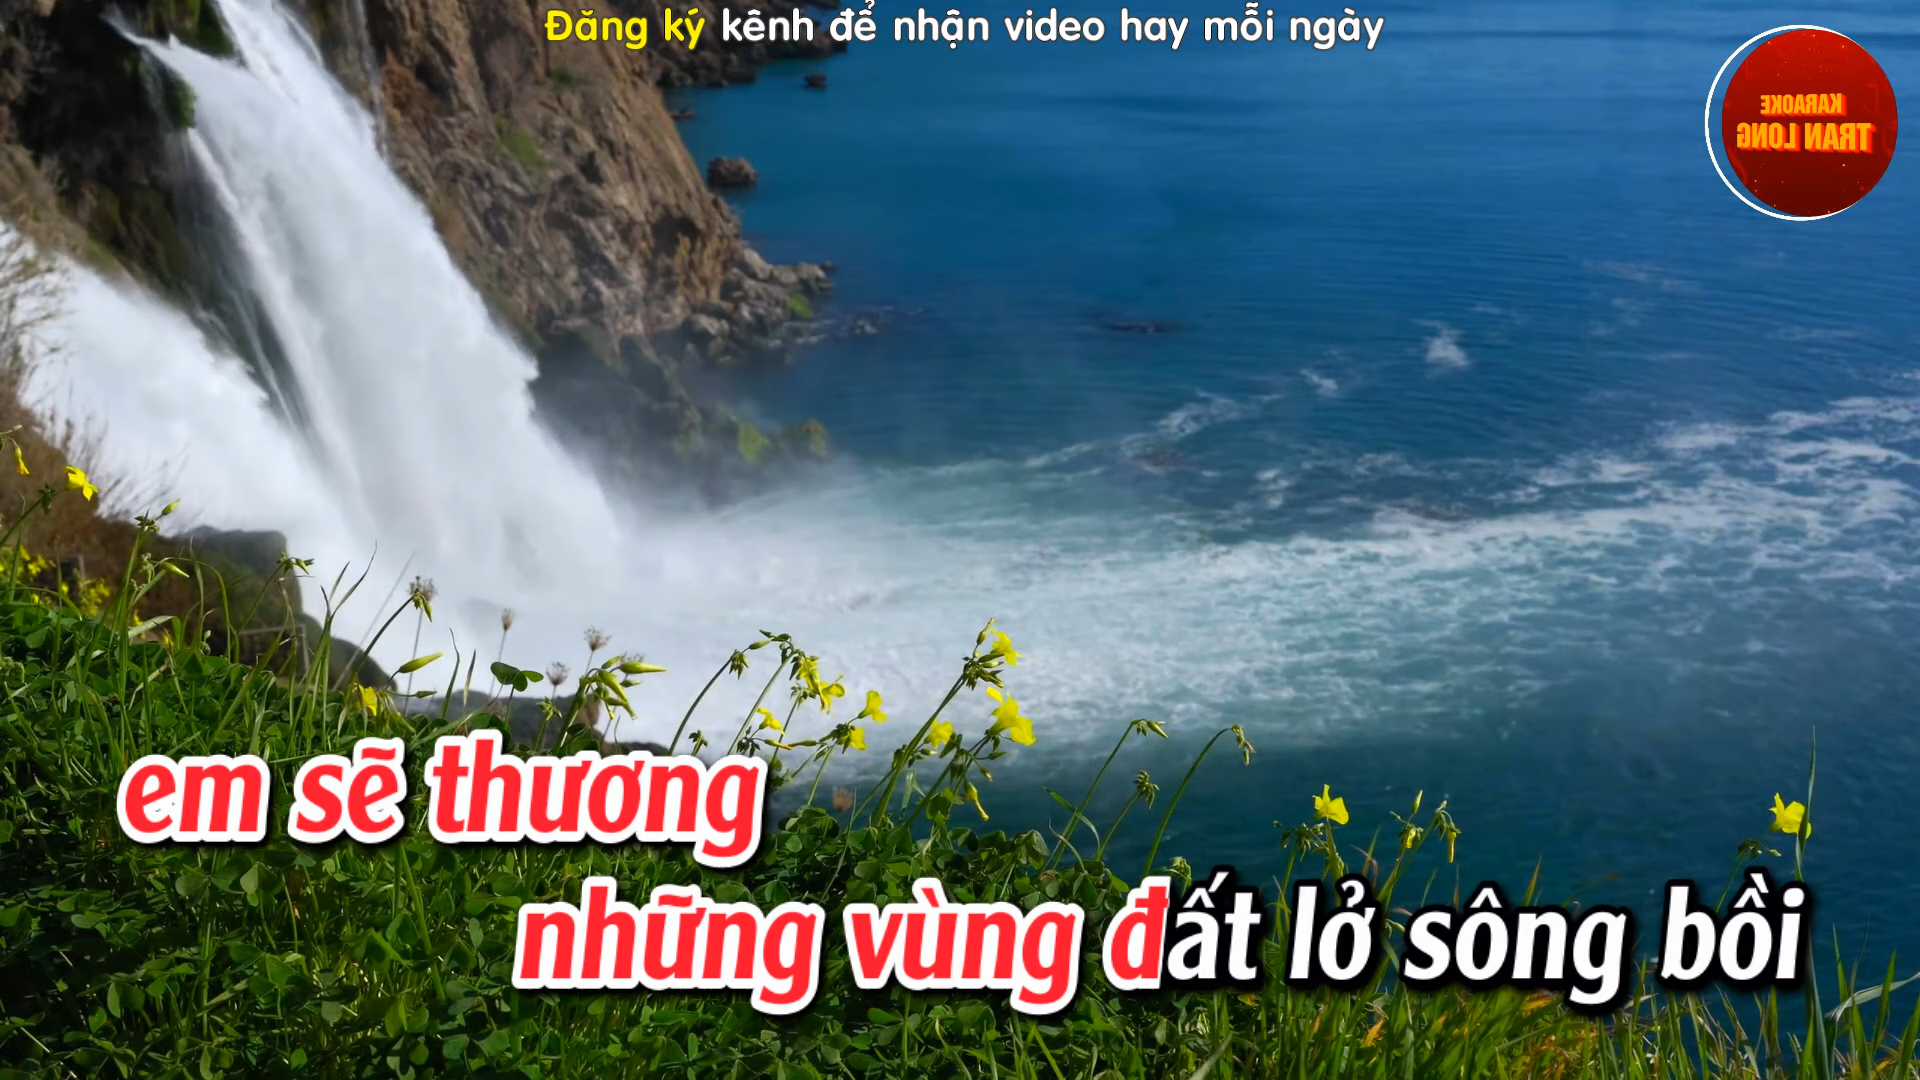 Đăng ký kênh để nhận video hay mỗi ngày
KARAOKE
TRAN LONG
em sẽ thương
những vùng đất lở sông bồi